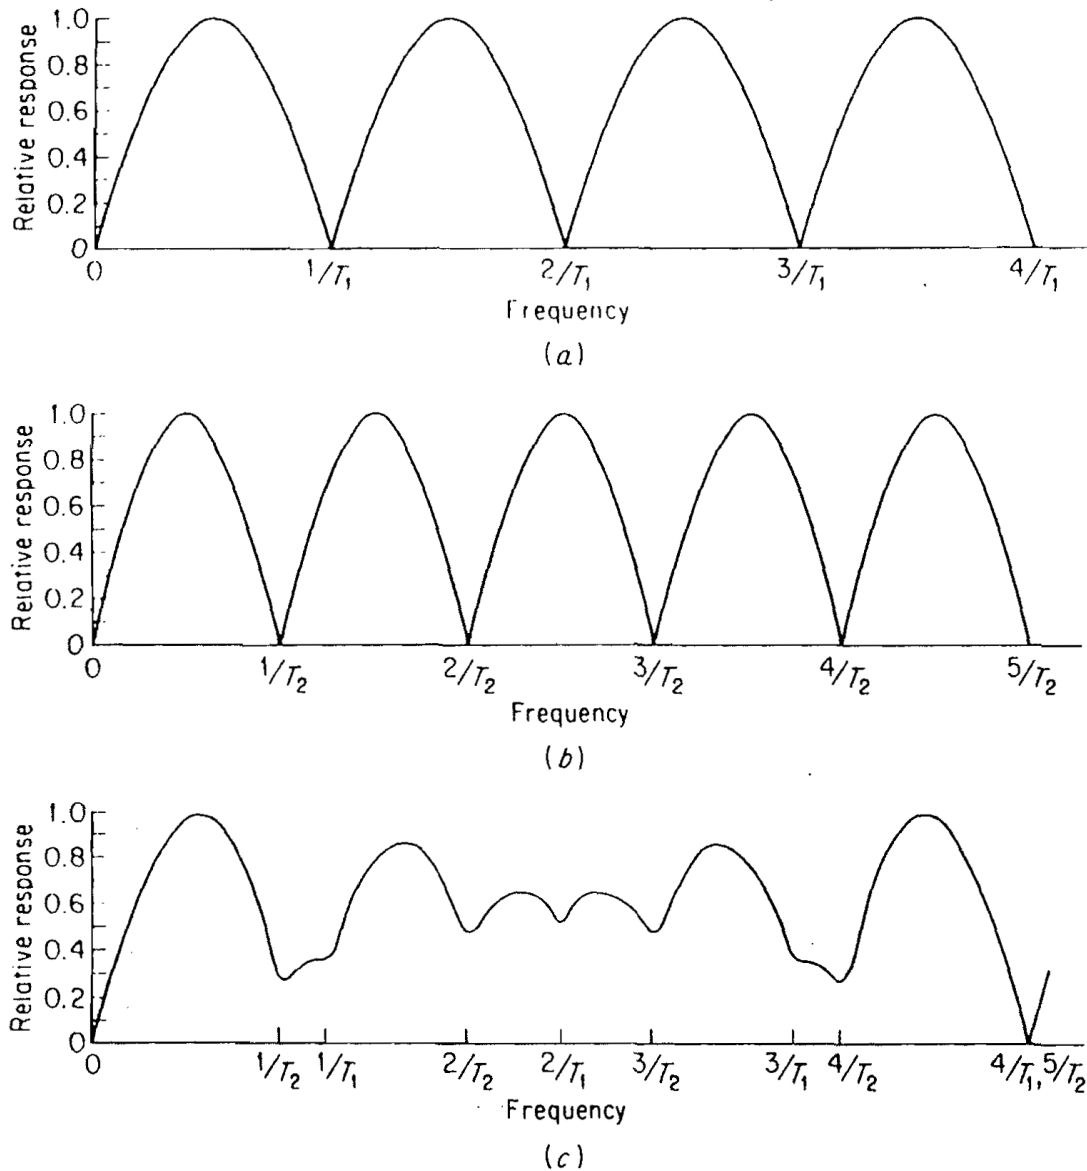 Relative response
1.0
0.8
0.6
0.4
0.2
0
0 1/T₁ 2/T₁ 3/T₁ 4/T₁
Frequency
(a)
Relative response
1.0
0.8
0.6
0.4
0.2
0
0 1/T₂ 2/T₂ 3/T₂ 4/T₂ 5/T₂
Frequency
(b)
Relative response
1.0
0.8
0.6
0.4
0.2
0
0 1/T₂ 1/T₁ 2/T₂ 2/T₁ 3/T₂ 3/T₁ 4/T₂ 4/T₁, 5/T₂
Frequency
(c)